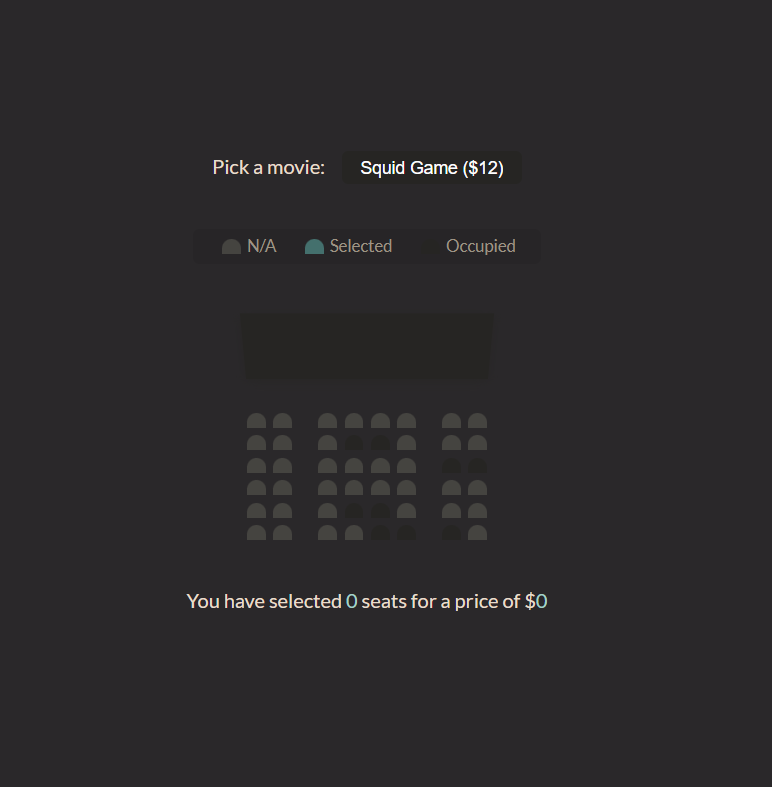 Pick a movie: Squid Game ($12)
N/A Selected Occupied
You have selected 0 seats for a price of $0